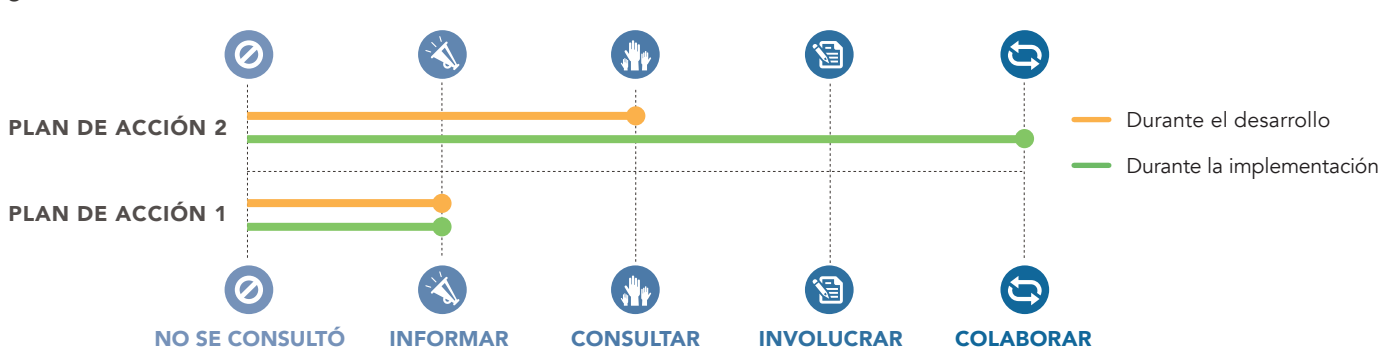 PLAN DE ACCIÓN 2
Durante el desarrollo
Durante la implementación
PLAN DE ACCIÓN 1
NO SE CONSULTÓ
INFORMAR
CONSULTAR
INVOLUCRAR
COLABORAR